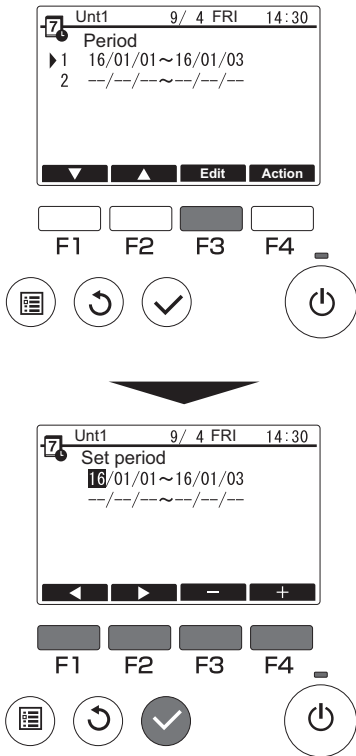 7 Unt1 9/ 4 FRI 14:30
Period
▶1 16/01/01～16/01/03
2 --/--/--～--/--/--
▼ ▲ Edit Action
F1 F2 F3 F4
7 Unt1 9/ 4 FRI 14:30
Set period
16/01/01～16/01/03
--/--/--～--/--/--
◀ ▶ － ＋
F1 F2 F3 F4